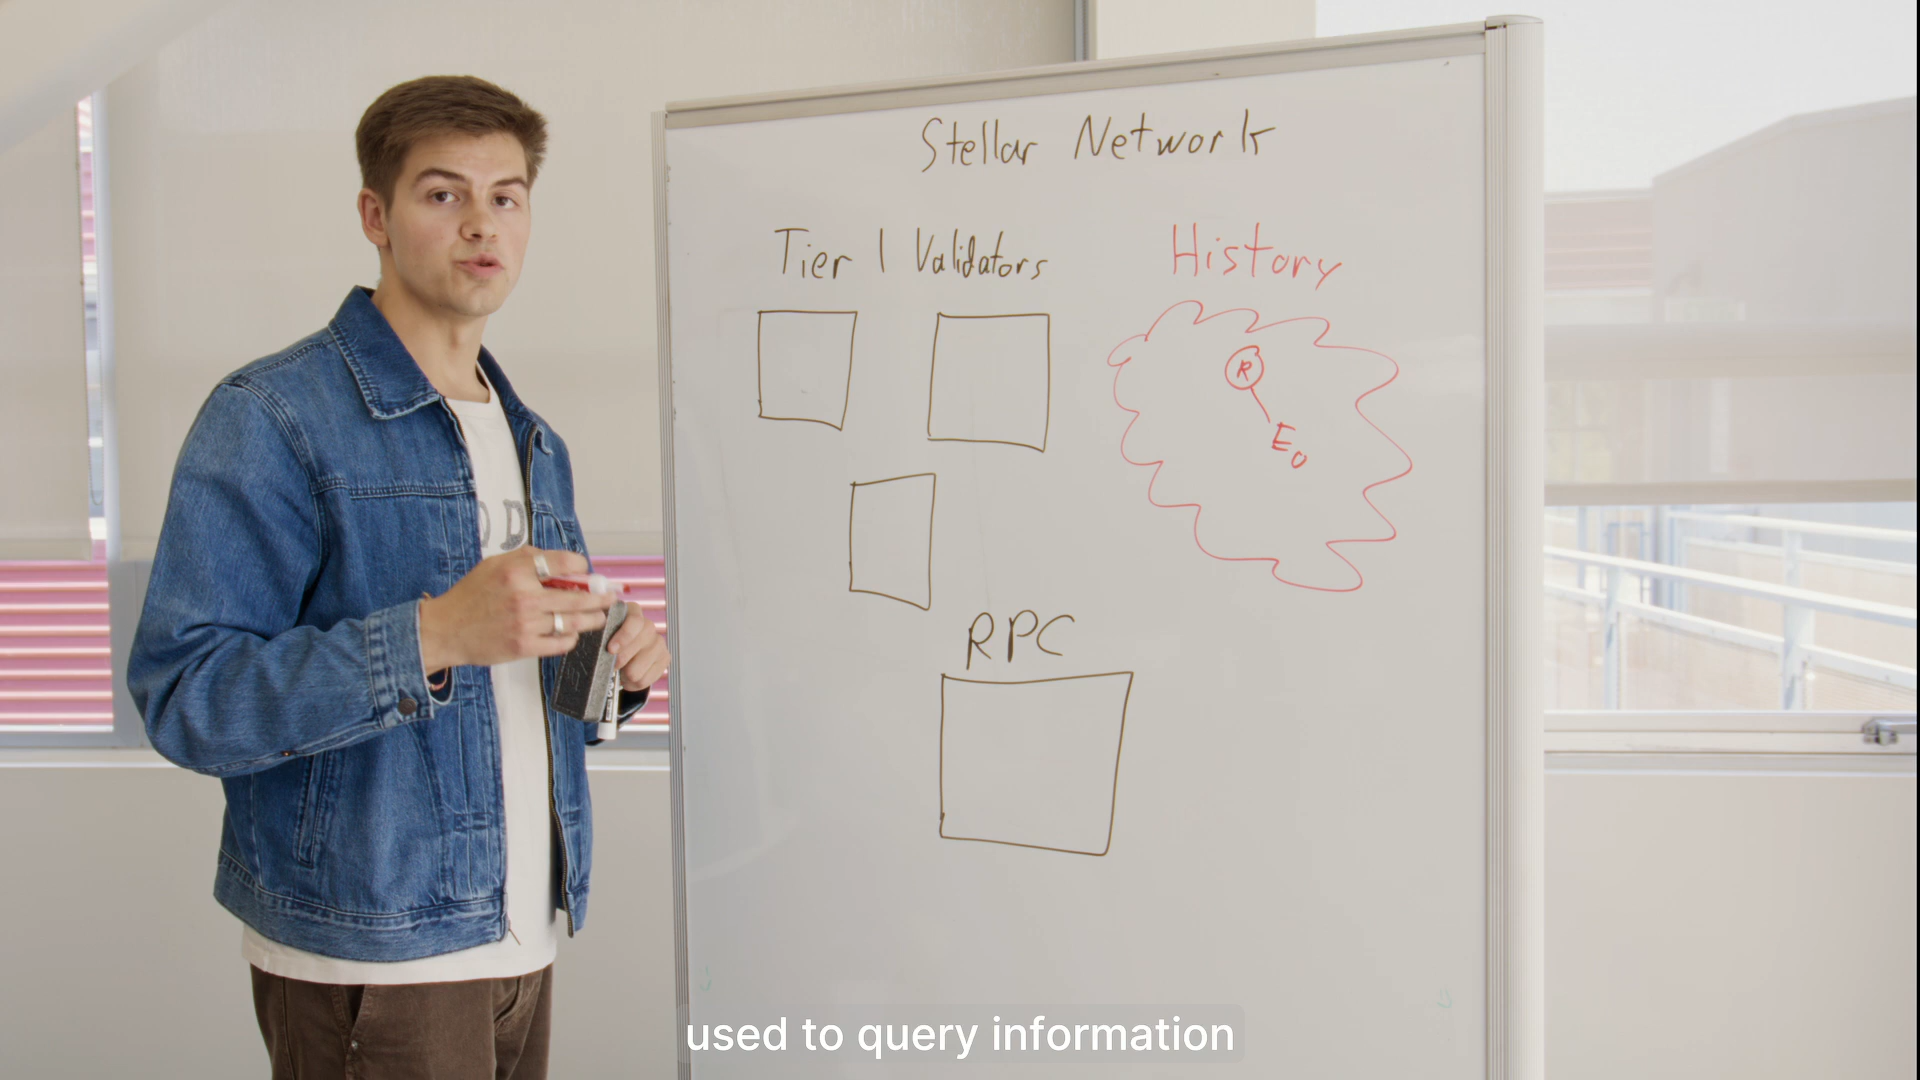 Stellar Network
Tier 1 Validators
History
R
E0
RPC
used to query information